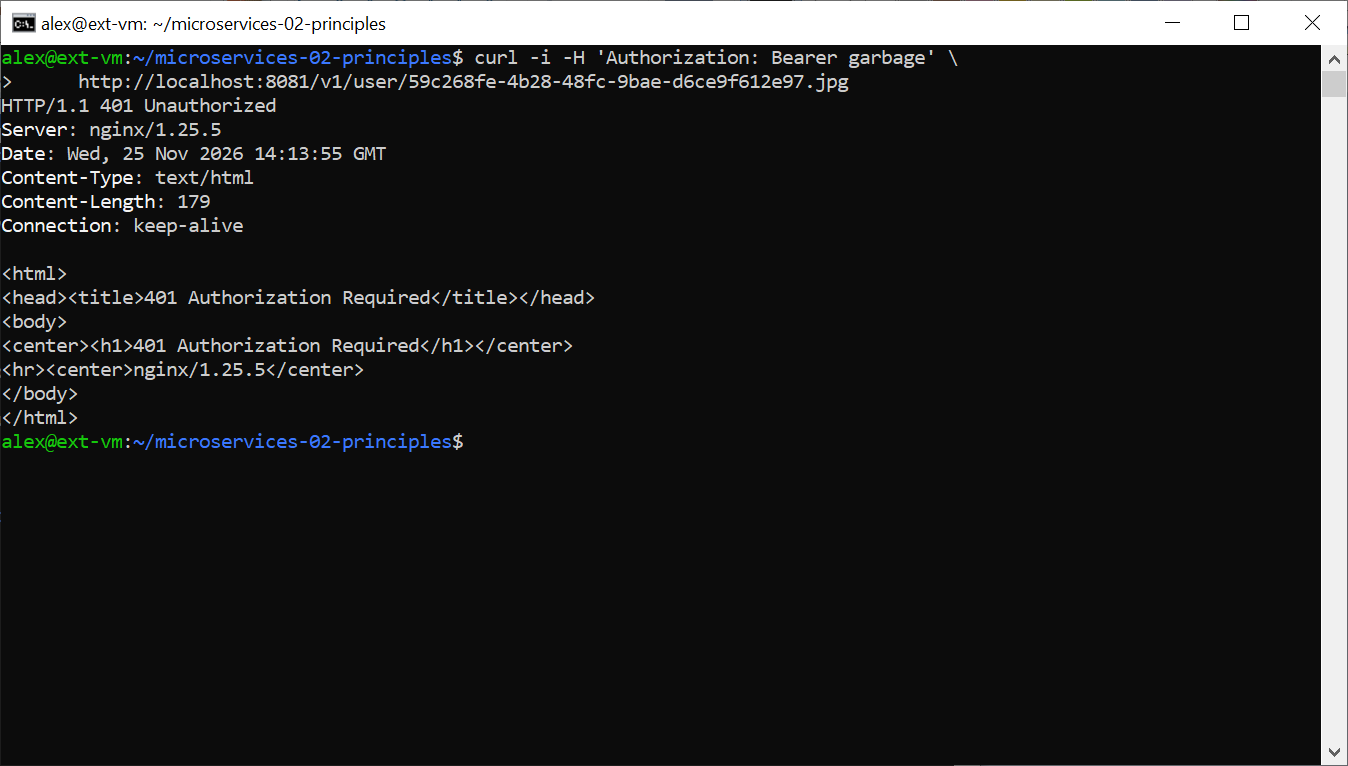 alex@ext-vm: ~/microservices-02-principles
alex@ext-vm:~/microservices-02-principles$ curl -i -H 'Authorization: Bearer garbage' \
>      http://localhost:8081/v1/user/59c268fe-4b28-48fc-9bae-d6ce9f612e97.jpg
HTTP/1.1 401 Unauthorized
Server: nginx/1.25.5
Date: Wed, 25 Nov 2026 14:13:55 GMT
Content-Type: text/html
Content-Length: 179
Connection: keep-alive

<html>
<head><title>401 Authorization Required</title></head>
<body>
<center><h1>401 Authorization Required</h1></center>
<hr><center>nginx/1.25.5</center>
</body>
</html>
alex@ext-vm:~/microservices-02-principles$